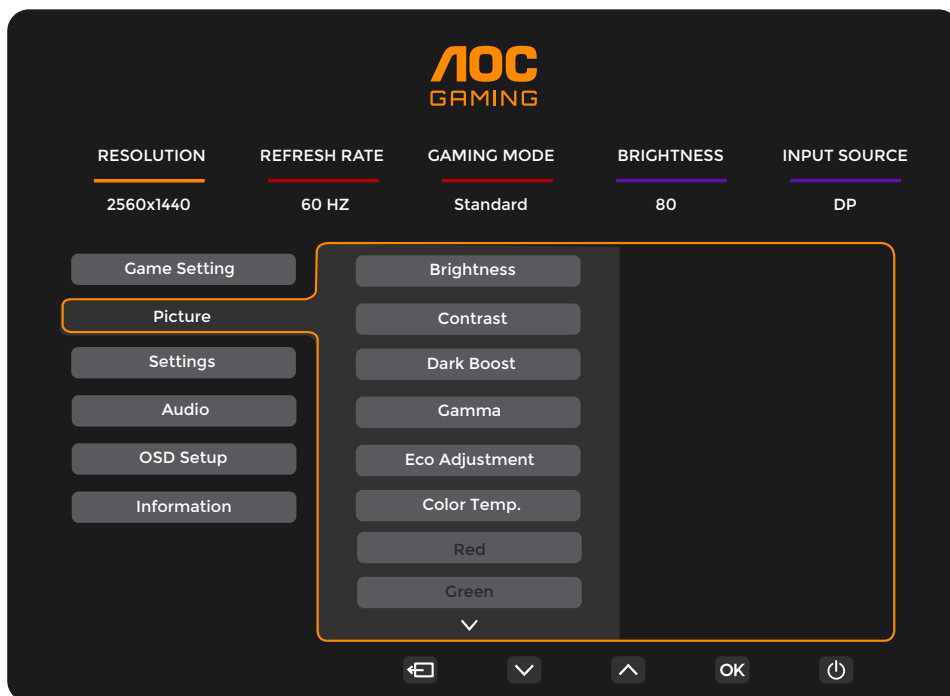 AOC
GAMING
RESOLUTION REFRESH RATE GAMING MODE BRIGHTNESS INPUT SOURCE
2560x1440 60 HZ Standard 80 DP
Game Setting
Picture
Settings
Audio
OSD Setup
Information
Brightness
Contrast
Dark Boost
Gamma
Eco Adjustment
Color Temp.
Red
Green
OK